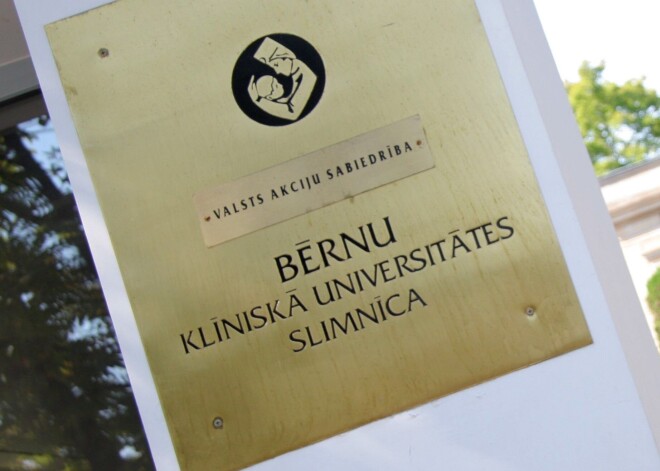 VALSTS AKCIJU SABIEDRĪBA
BĒRNU
KLĪNISKĀ UNIVERSITĀTES
SLIMNĪCA